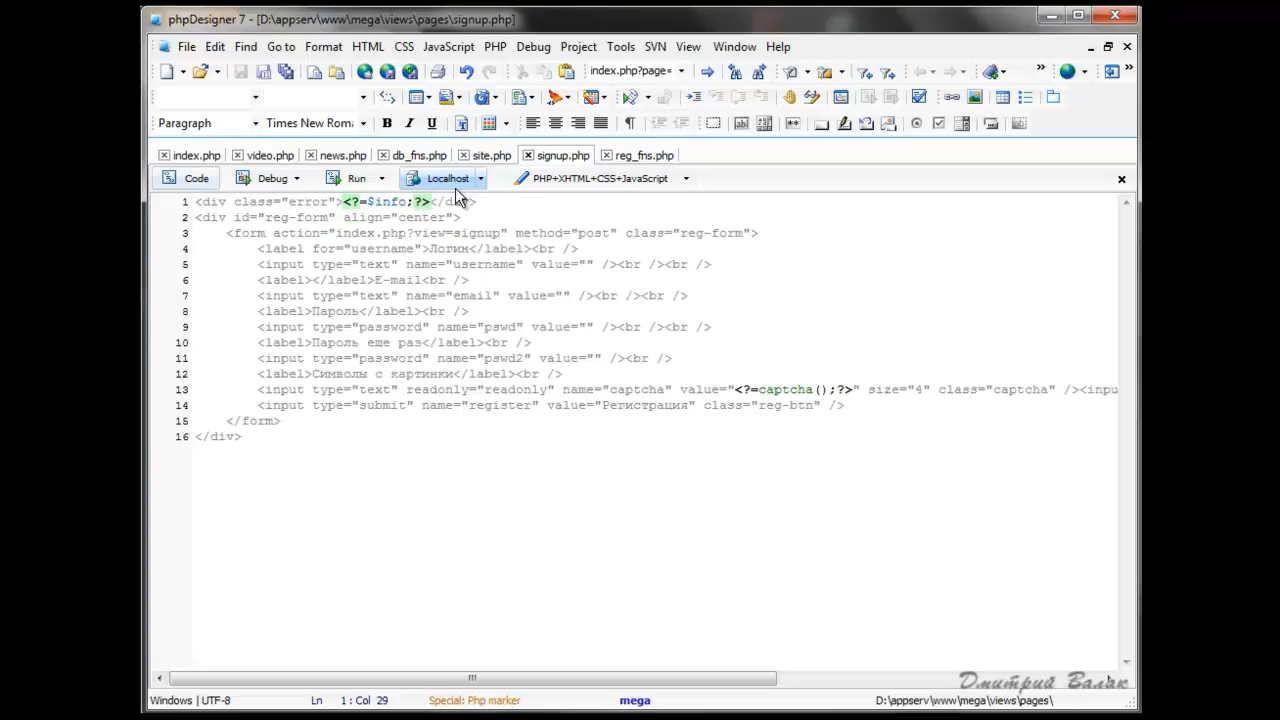 phpDesigner 7 - [D:\appserv\www\mega\views\pages\signup.php]
File Edit Find Go to Format HTML CSS JavaScript PHP Debug Project Tools SVN View Window Help
index.php?page=
Paragraph Times New Roma
index.php video.php news.php db_fns.php site.php signup.php reg_fns.php
Code Debug Run Localhost PHP+XHTML+CSS+JavaScript
1 <div class="error"><?=$info;?></div>
2 <div id="reg-form" align="center">
3 <form action="index.php?view=signup" method="post" class="reg-form">
4 <label for="username">Логин</label><br />
5 <input type="text" name="username" value="" /><br /><br />
6 <label></label>E-mail<br />
7 <input type="text" name="email" value="" /><br /><br />
8 <label>Пароль</label><br />
9 <input type="password" name="pswd" value="" /><br /><br />
10 <label>Пароль еще раз</label><br />
11 <input type="password" name="pswd2" value="" /><br />
12 <label>Символы с картинки</label><br />
13 <input type="text" readonly="readonly" name="captcha" value="<?=captcha();?>" size="4" class="captcha" /><inpu
14 <input type="submit" name="register" value="Регистрация" class="reg-btn" />
15 </form>
16 </div>
Дмитрий Валак
Windows | UTF-8 Ln 1 : Col 29 Special: Php marker mega D:\appserv\www\mega\views\pages\